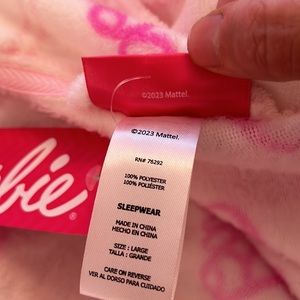 ©2023 Mattel.
bie®
©2023 Mattel.
RN# 76292
100% POLYESTER
100% POLIÉSTER
SLEEPWEAR
MADE IN CHINA
HECHO EN CHINA
SIZE : LARGE
TALLA : GRANDE
CARE ON REVERSE
VER AL DORSO PARA CUIDADO